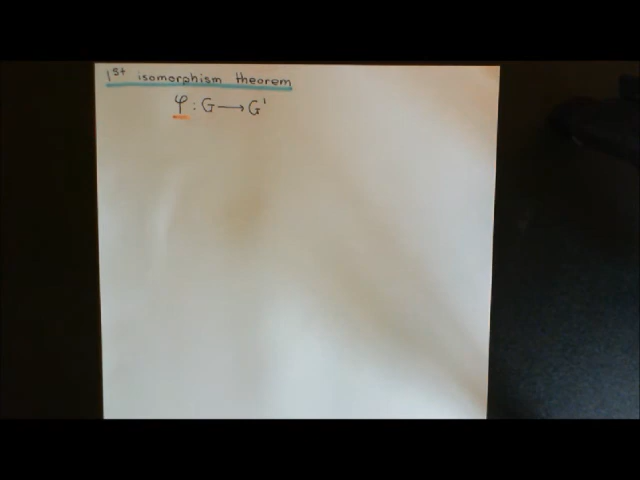 1st isomorphism theorem
φ : G ⟶ G'